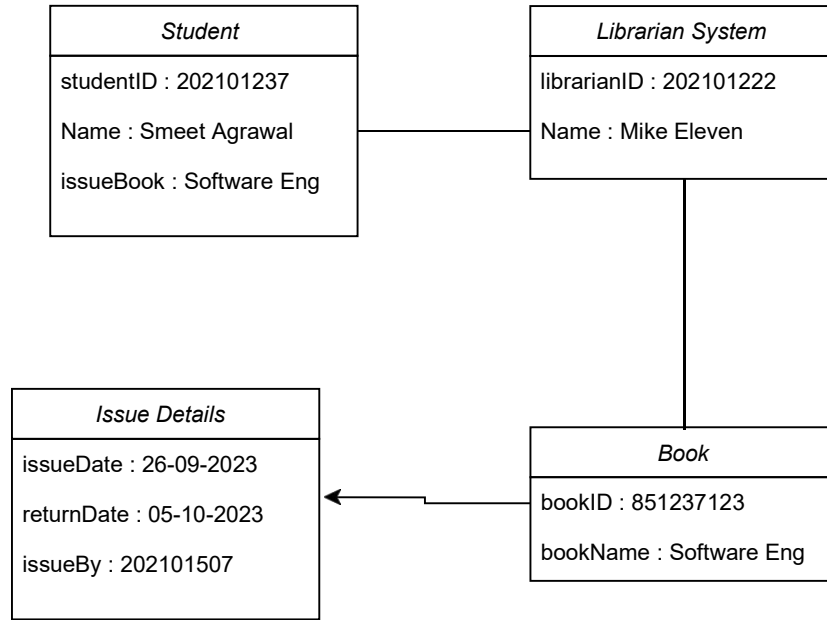 Student
studentID : 202101237
Name : Smeet Agrawal
issueBook : Software Eng
Librarian System
librarianID : 202101222
Name : Mike Eleven
Issue Details
issueDate : 26-09-2023
returnDate : 05-10-2023
issueBy : 202101507
Book
bookID : 851237123
bookName : Software Eng